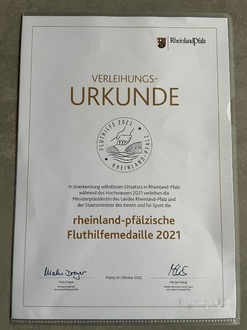 RheinlandPfalz
VERLEIHUNGS-
URKUNDE
FLUTHILFE 2021
RHEINLAND-PFALZ
In Anerkennung selbstlosen Einsatzes in Rheinland-Pfalz
während des Hochwassers 2021 verleihen die
Ministerpräsidentin des Landes Rheinland-Pfalz und
der Staatsminister des Innern und für Sport die
rheinland-pfälzische
Fluthilfemedaille 2021
Mainz, im Oktober 2022